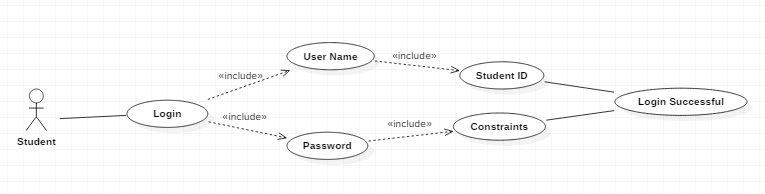 User Name
«include»
Student ID
«include»
Login Successful
Login
«include»
«include»
Constraints
Student
Password